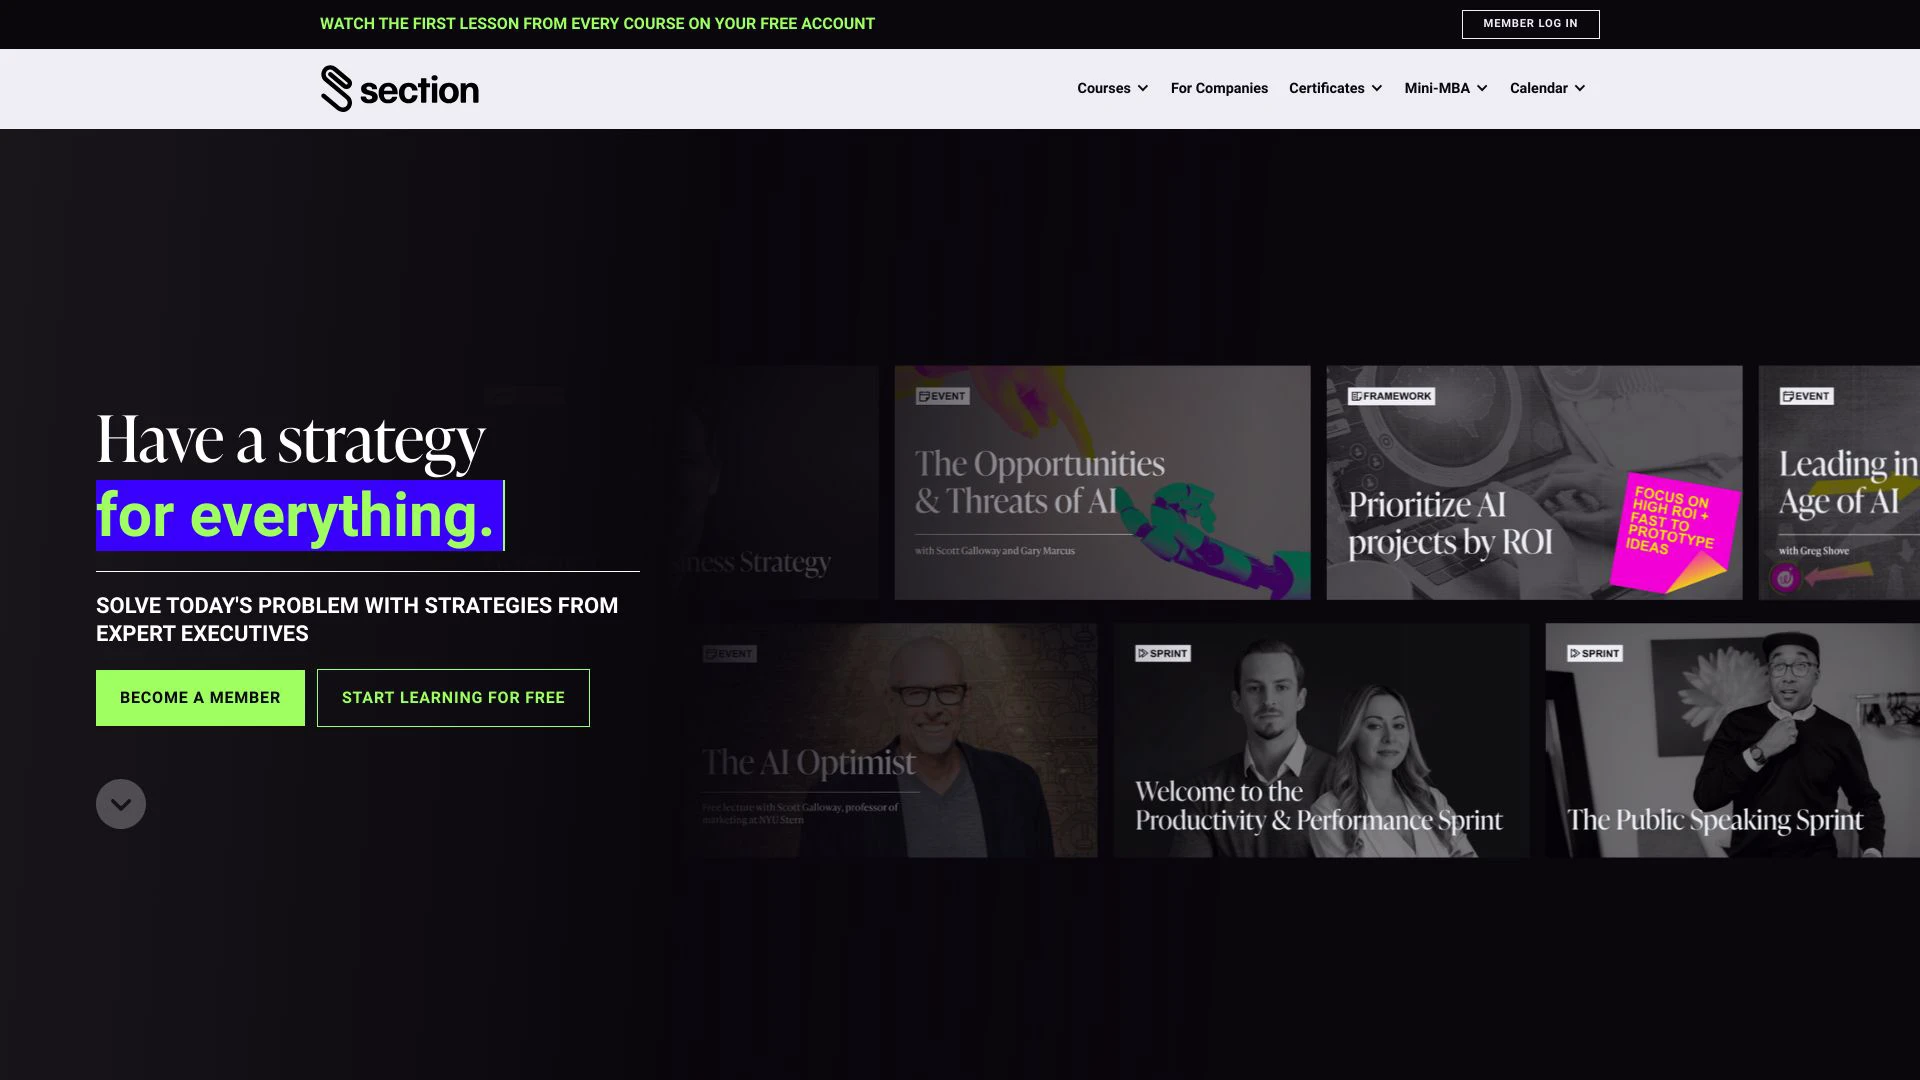 WATCH THE FIRST LESSON FROM EVERY COURSE ON YOUR FREE ACCOUNT
MEMBER LOG IN
section
Courses
For Companies
Certificates
Mini-MBA
Calendar
Have a strategy
for everything.
SOLVE TODAY'S PROBLEM WITH STRATEGIES FROM
EXPERT EXECUTIVES
BECOME A MEMBER
START LEARNING FOR FREE
Strategy
EVENT
The Opportunities
& Threats of AI
with Scott Galloway and Gary Marcus
FRAMEWORK
Prioritize AI
projects by ROI
FOCUS ON
HIGH ROI +
FAST TO
PROTOTYPE
IDEAS
EVENT
Leading in
Age of AI
with Greg Shove
EVENT
The AI Optimist
Free lecture with Scott Galloway, professor of
marketing at NYU Stern
SPRINT
Welcome to the
Productivity & Performance Sprint
SPRINT
The Public Speaking Sprint